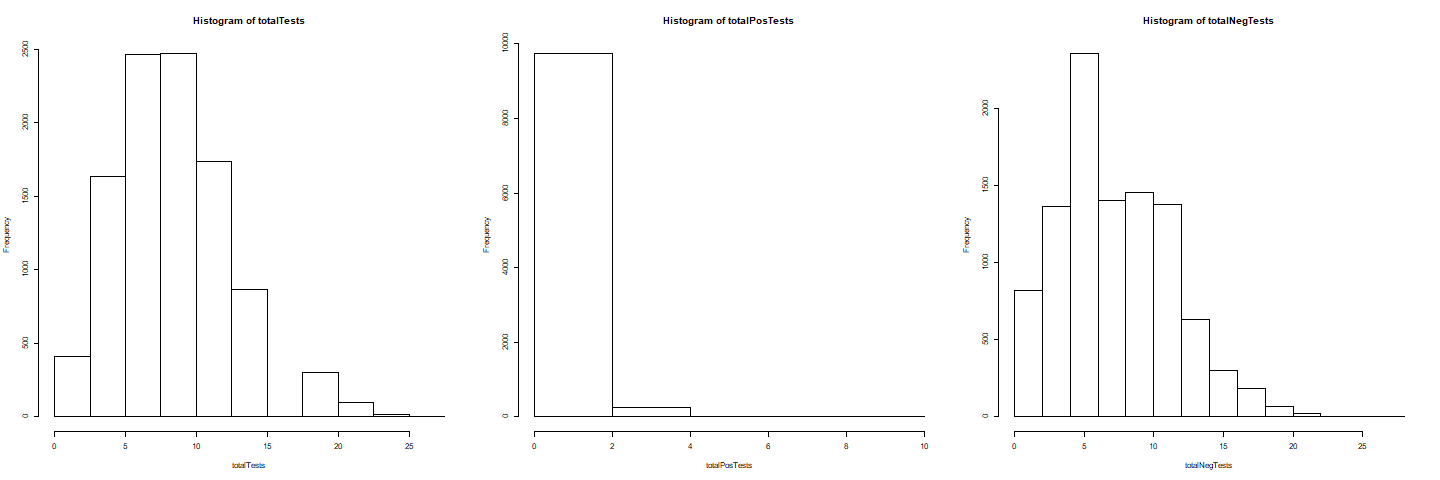 Histogram of totalTests
Frequency
2500
2000
1500
1000
500
0
0 5 10 15 20 25
totalTests
Histogram of totalPosTests
Frequency
10000
8000
6000
4000
2000
0
0 2 4 6 8 10
totalPosTests
Histogram of totalNegTests
Frequency
2000
1500
1000
500
0
0 5 10 15 20 25
totalNegTests